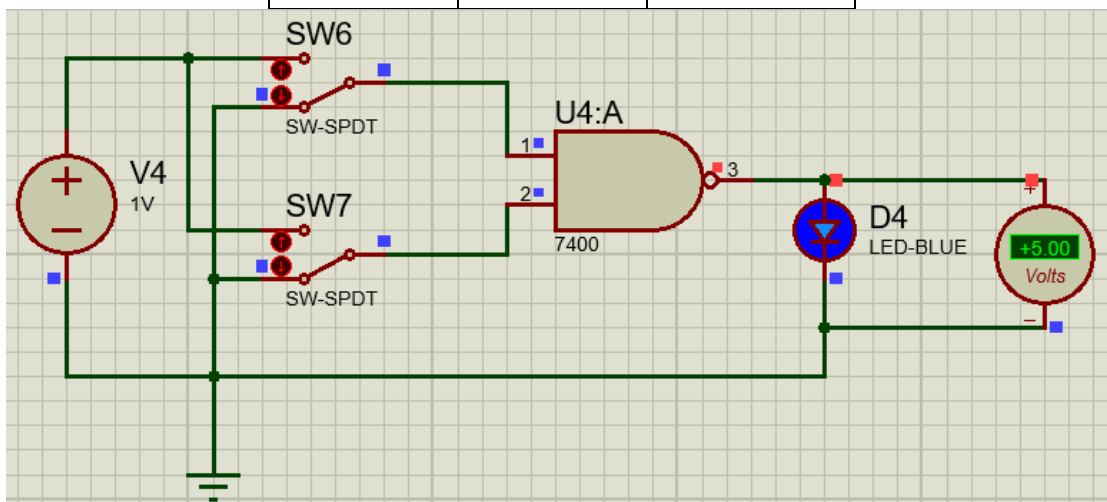 SW6
SW-SPDT
V4
1V
SW7
SW-SPDT
U4:A
1
2
3
7400
D4
LED-BLUE
+
+5.00
Volts
−